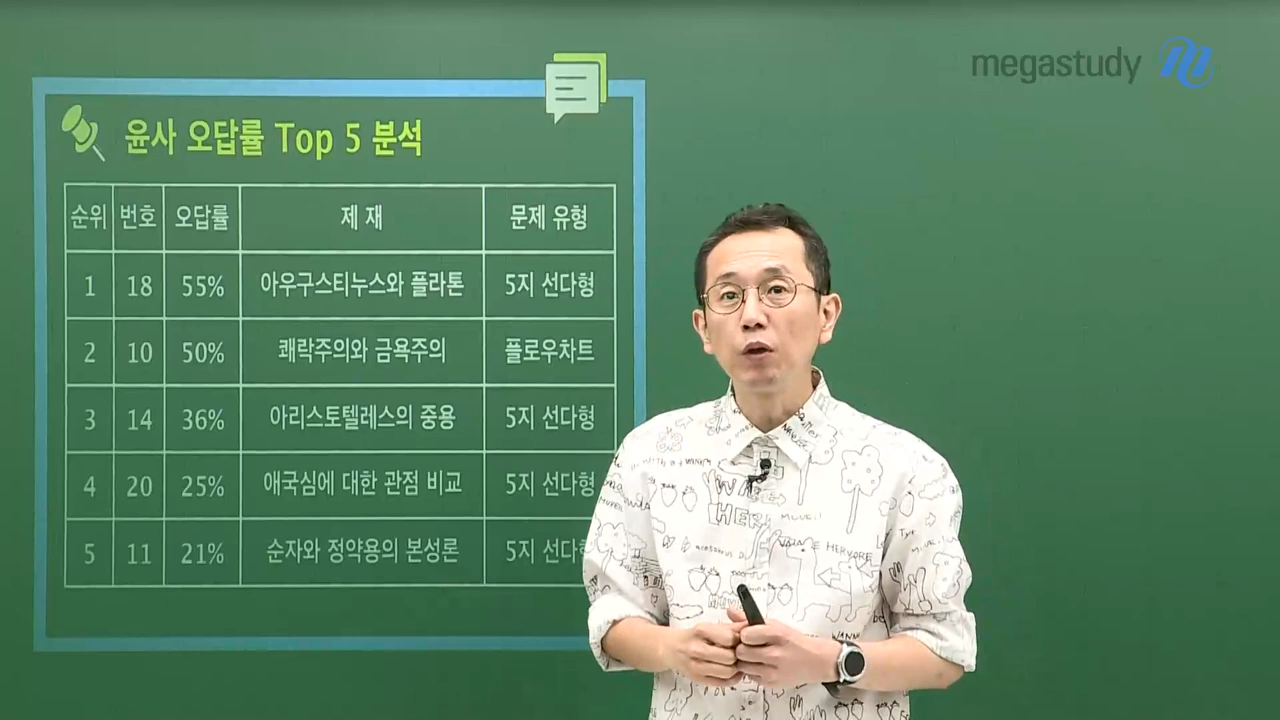 megastudy
윤사 오답률 Top 5 분석
순위 번호 오답률 제 재 문제 유형
1 18 55% 아우구스티누스와 플라톤 5지 선다형
2 10 50% 쾌락주의와 금욕주의 플로우차트
3 14 36% 아리스토텔레스의 중용 5지 선다형
4 20 25% 애국심에 대한 관점 비교 5지 선다형
5 11 21% 순자와 정약용의 본성론 5지
HERVORE